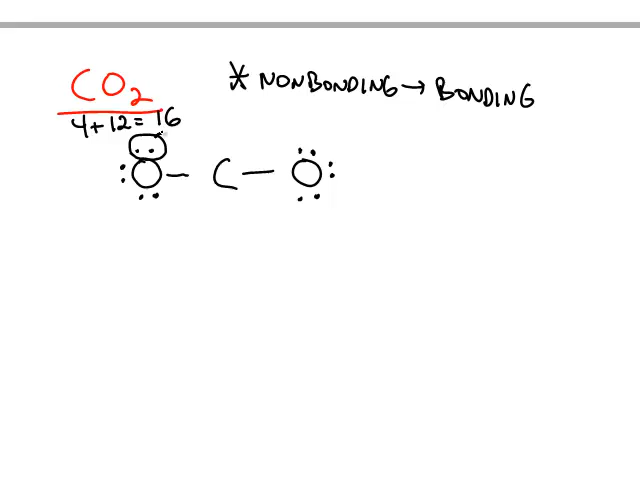 CO2
* NONBONDING → BONDING
4+12=16
O – C – O